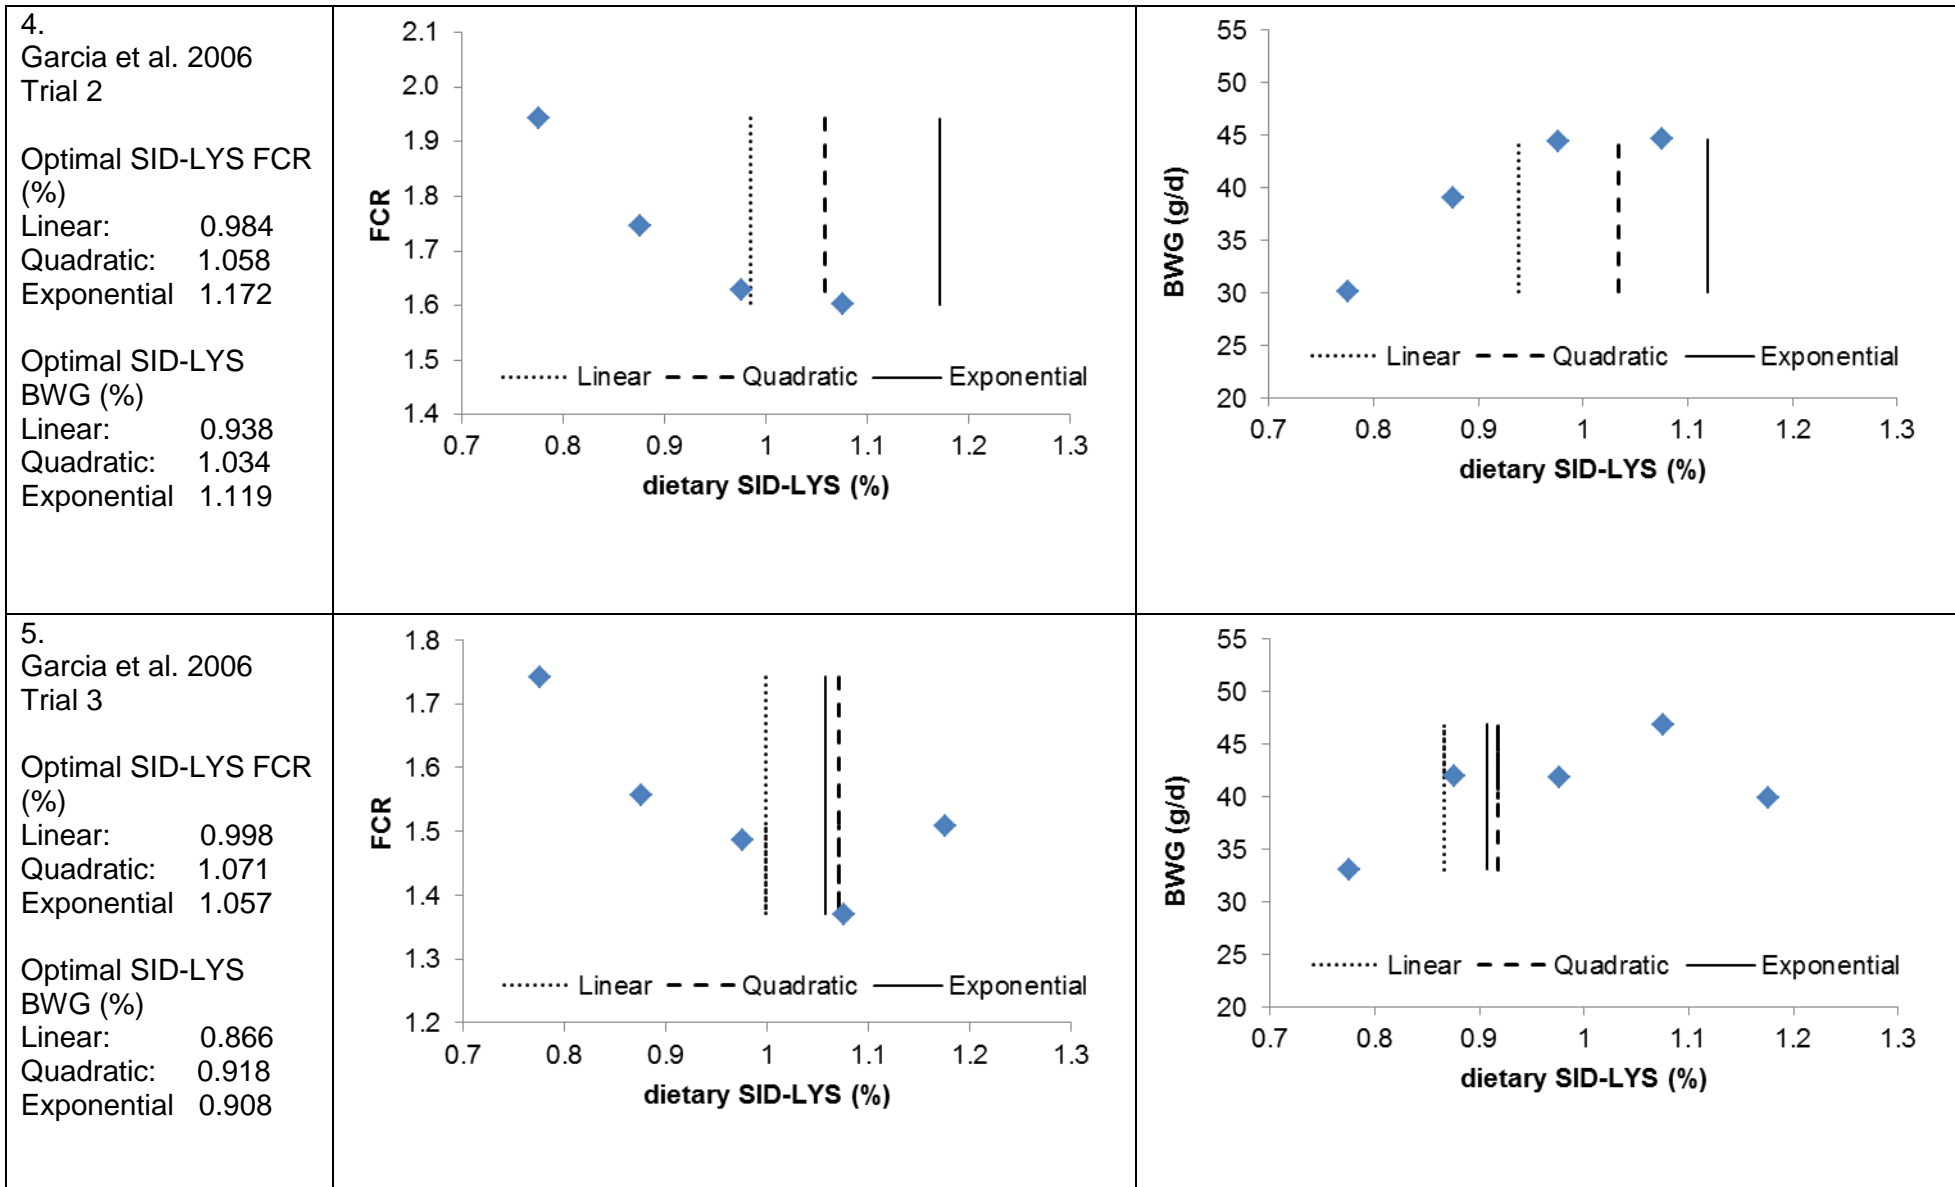 4.
Garcia et al. 2006
Trial 2
Optimal SID-LYS FCR
(%)
Linear: 0.984
Quadratic: 1.058
Exponential 1.172
Optimal SID-LYS
BWG (%)
Linear: 0.938
Quadratic: 1.034
Exponential 1.119
2.1
2.0
1.9
1.8
1.7
1.6
1.5
1.4
FCR
Linear Quadratic Exponential
0.7 0.8 0.9 1 1.1 1.2 1.3
dietary SID-LYS (%)
55
50
45
40
35
30
25
20
BWG (g/d)
Linear Quadratic Exponential
0.7 0.8 0.9 1 1.1 1.2 1.3
dietary SID-LYS (%)
5.
Garcia et al. 2006
Trial 3
Optimal SID-LYS FCR
(%)
Linear: 0.998
Quadratic: 1.071
Exponential 1.057
Optimal SID-LYS
BWG (%)
Linear: 0.866
Quadratic: 0.918
Exponential 0.908
1.8
1.7
1.6
1.5
1.4
1.3
1.2
FCR
Linear Quadratic Exponential
0.7 0.8 0.9 1 1.1 1.2 1.3
dietary SID-LYS (%)
55
50
45
40
35
30
25
20
BWG (g/d)
Linear Quadratic Exponential
0.7 0.8 0.9 1 1.1 1.2 1.3
dietary SID-LYS (%)